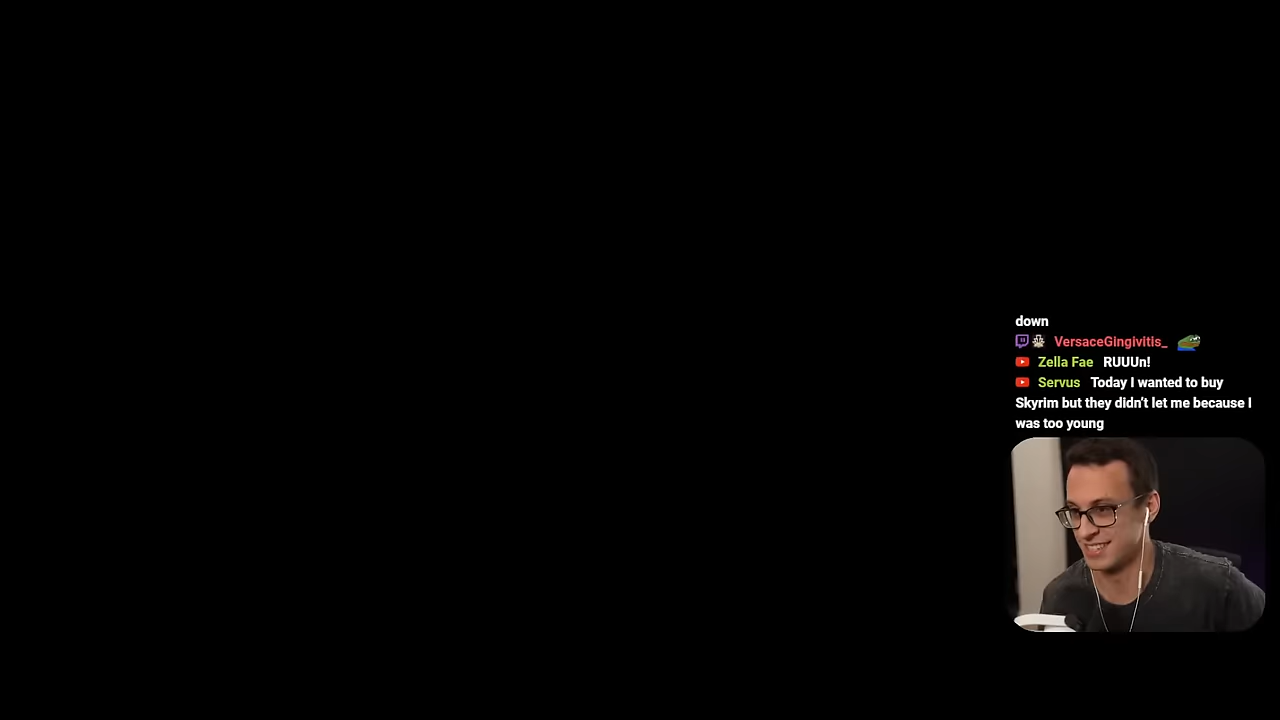 down
VersaceGingivitis_
Zella Fae RUUUn!
Servus Today I wanted to buy
Skyrim but they didn't let me because I
was too young